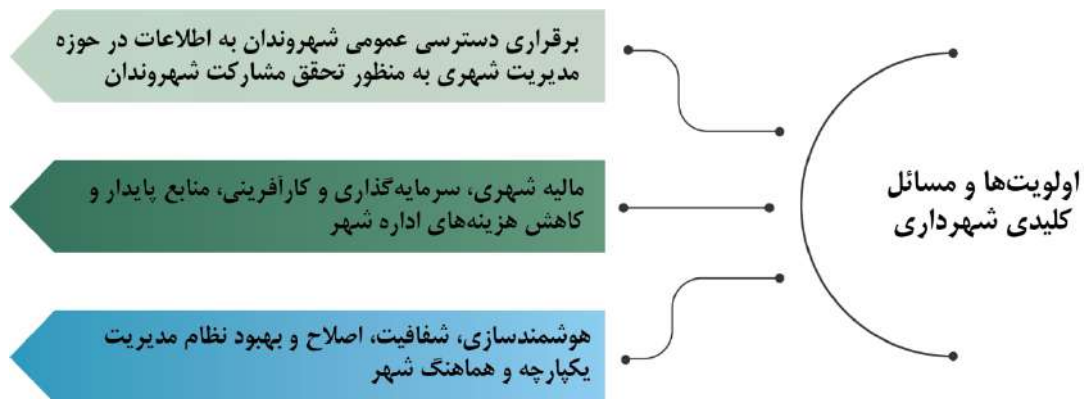 اولویت‌ها و مسائل
کلیدی شهرداری
برقراری دسترسی عمومی شهروندان به اطلاعات در حوزه
مدیریت شهری به منظور تحقق مشارکت شهروندان
مالیه شهری، سرمایه‌گذاری و کارآفرینی، منابع پایدار و
کاهش هزینه‌های اداره شهر
هوشمندسازی، شفافیت، اصلاح و بهبود نظام مدیریت
یکپارچه و هماهنگ شهر